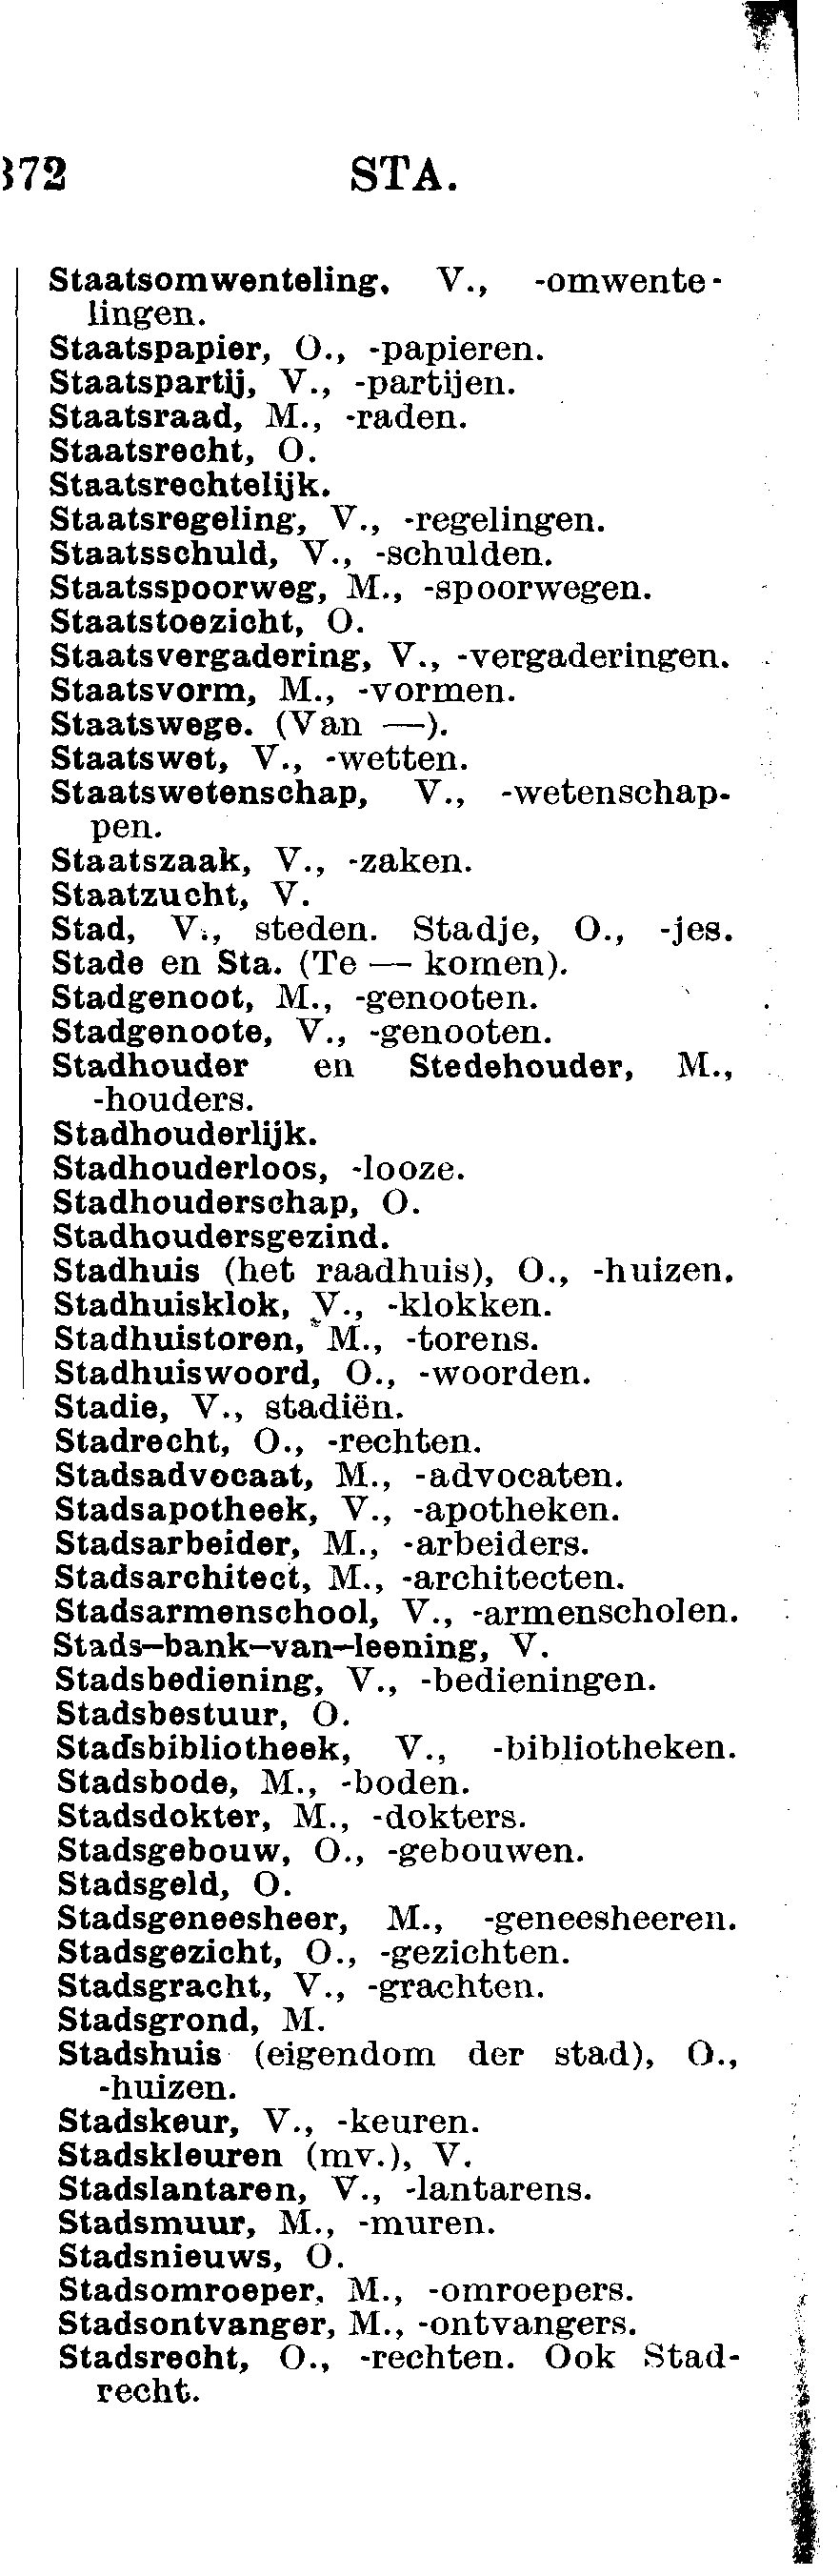 372 STA.
Staatsomwenteling, V., -omwente-
lingen.
Staatspapier, O., -papieren.
Staatspartij, V., -partijen.
Staatsraad, M., -raden.
Staatsrecht, O.
Staatsrechtelijk.
Staatsregeling, V., -regelingen.
Staatsschuld, V., -schulden.
Staatsspoorweg, M., -spoorwegen.
Staatstoezicht, O.
Staatsvergadering, V., -vergaderingen.
Staatsvorm, M., -vormen.
Staatswege. (Van —).
Staatswet, V., -wetten.
Staatswetenschap, V., -wetenschap-
pen.
Staatszaak, V., -zaken.
Staatzucht, V.
Stad, V., steden. Stadje, O., -jes.
Stade en Sta. (Te — komen).
Stadgenoot, M., -genooten.
Stadgenoote, V., -genooten.
Stadhouder en Stedehouder, M.,
-houders.
Stadhouderlijk.
Stadhouderloos, -looze.
Stadhouderschap, O.
Stadhoudersgezind.
Stadhuis (het raadhuis), O., -huizen.
Stadhuisklok, V., -klokken.
Stadhuistoren, M., -torens.
Stadhuiswoord, O., -woorden.
Stadie, V., stadiën.
Stadrecht, O., -rechten.
Stadsadvocaat, M., -advocaten.
Stadsapotheek, V., -apotheken.
Stadsarbeider, M., -arbeiders.
Stadsarchitect, M., -architecten.
Stadsarmenschool, V., -armenscholen.
Stads-bank-van-leening, V.
Stadsbediening, V., -bedieningen.
Stadsbestuur, O.
Stadsbibliotheek, V., -bibliotheken.
Stadsbode, M., -boden.
Stadsdokter, M., -dokters.
Stadsgebouw, O., -gebouwen.
Stadsgeld, O.
Stadsgeneesheer, M., -geneesheeren.
Stadsgezicht, O., -gezichten.
Stadsgracht, V., -grachten.
Stadsgrond, M.
Stadshuis (eigendom der stad), O.,
-huizen.
Stadskeur, V., -keuren.
Stadskleuren (mv.), V.
Stadslantaren, V., -lantarens.
Stadsmuur, M., -muren.
Stadsnieuws, O.
Stadsomroeper, M., -omroepers.
Stadsontvanger, M., -ontvangers.
Stadsrecht, O., -rechten. Ook Stad-
recht.